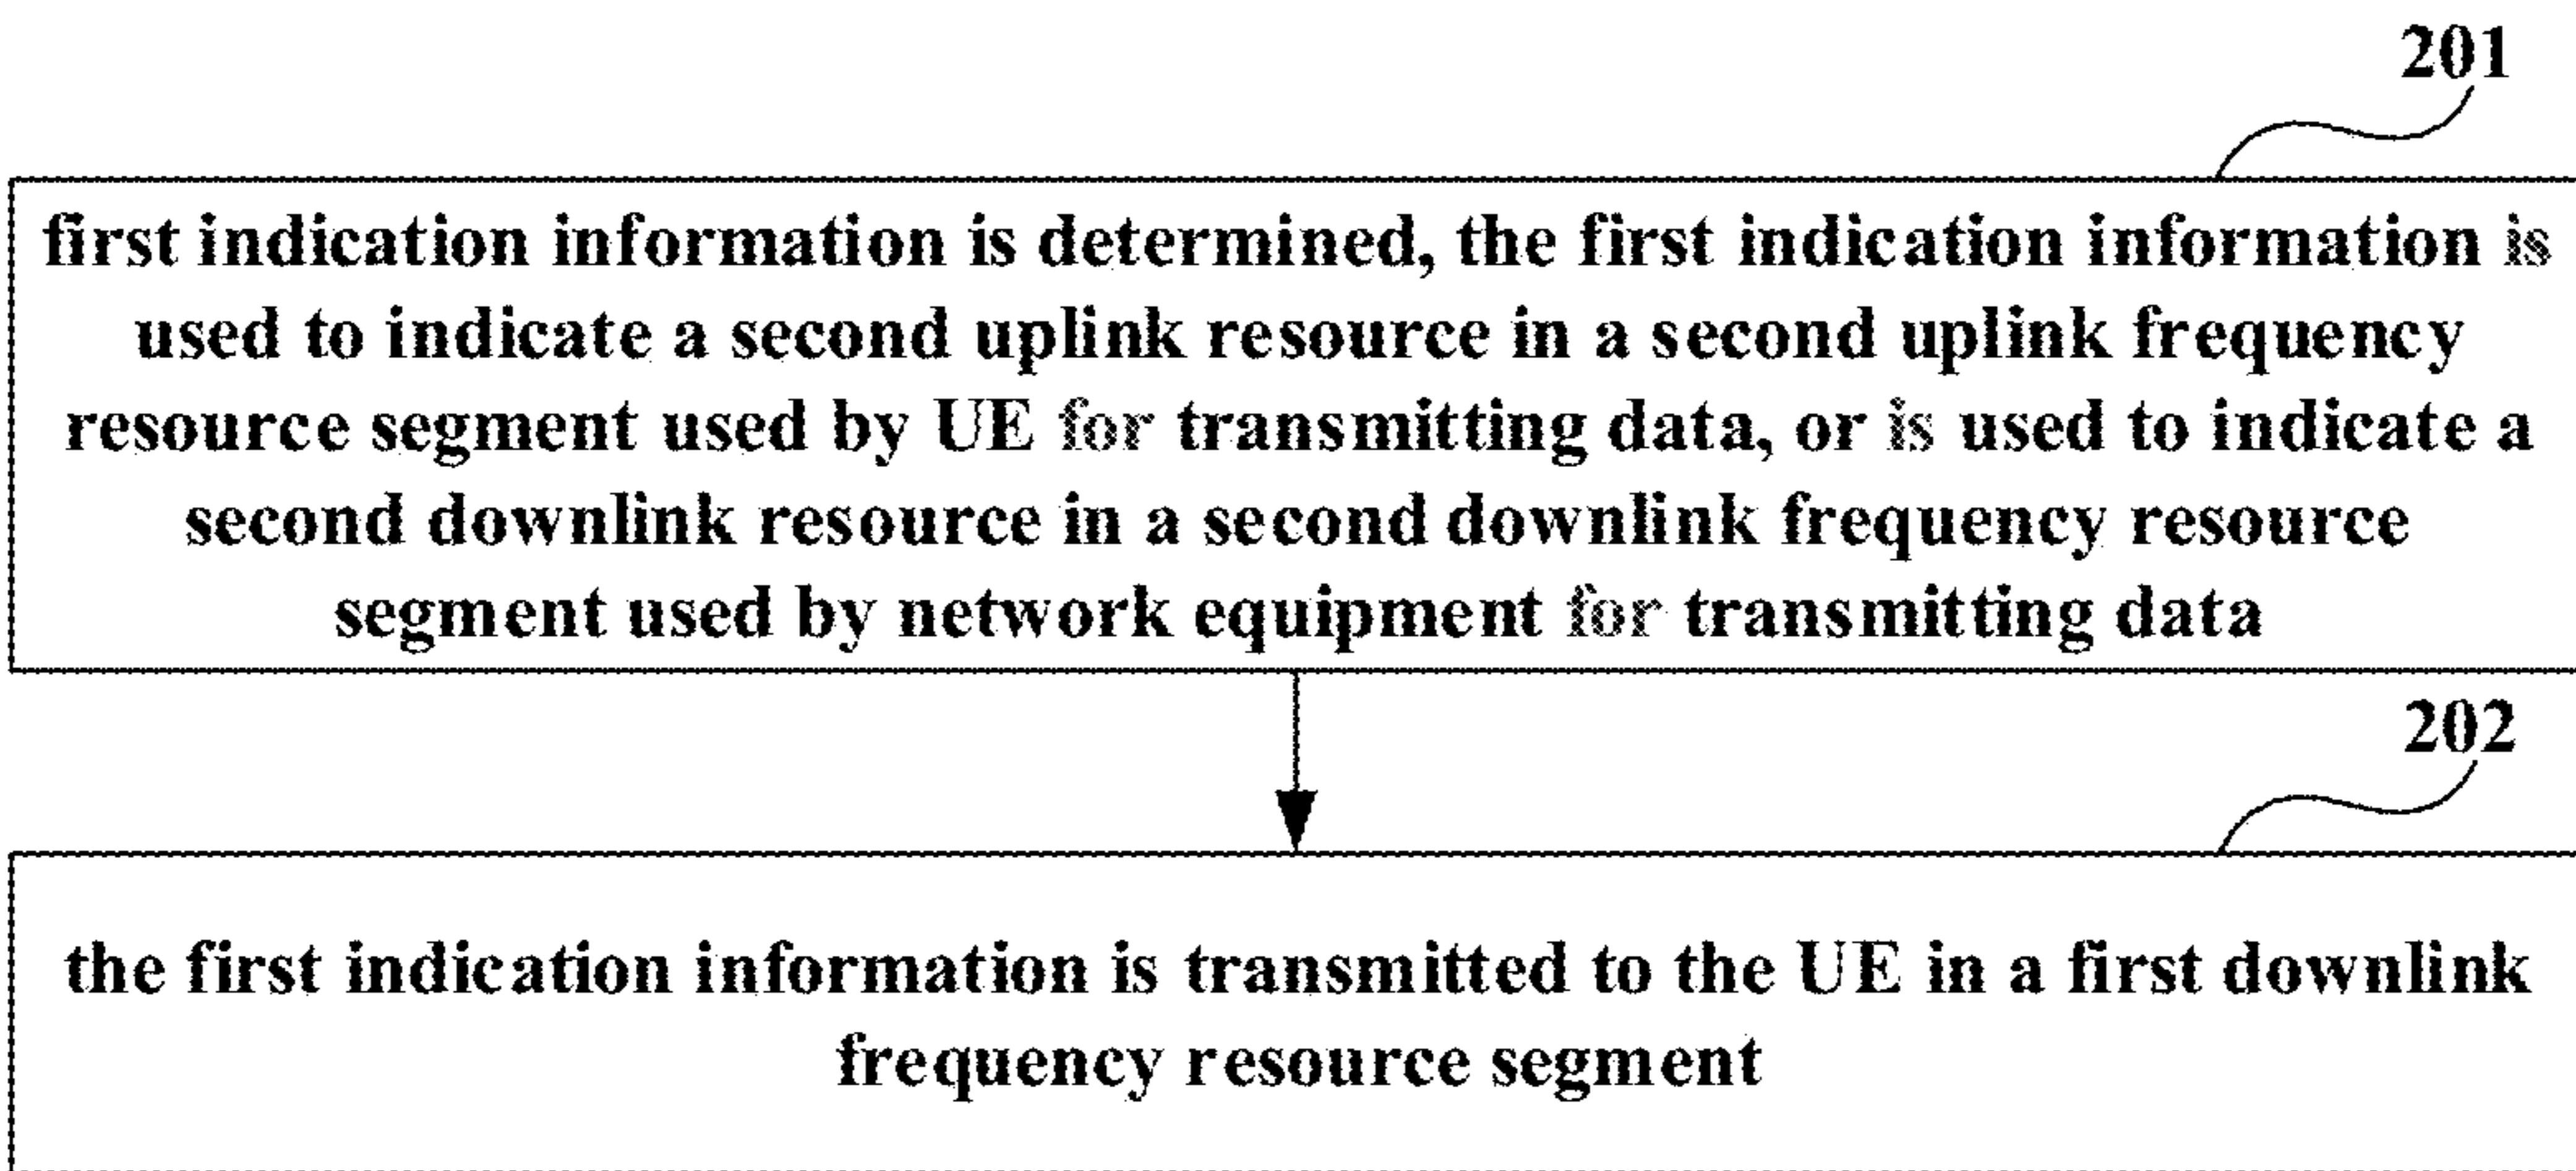 201
first indication information is determined, the first indication information is
used to indicate a second uplink resource in a second uplink frequency
resource segment used by UE for transmitting data, or is used to indicate a
second downlink resource in a second downlink frequency resource
segment used by network equipment for transmitting data
202
the first indication information is transmitted to the UE in a first downlink
frequency resource segment